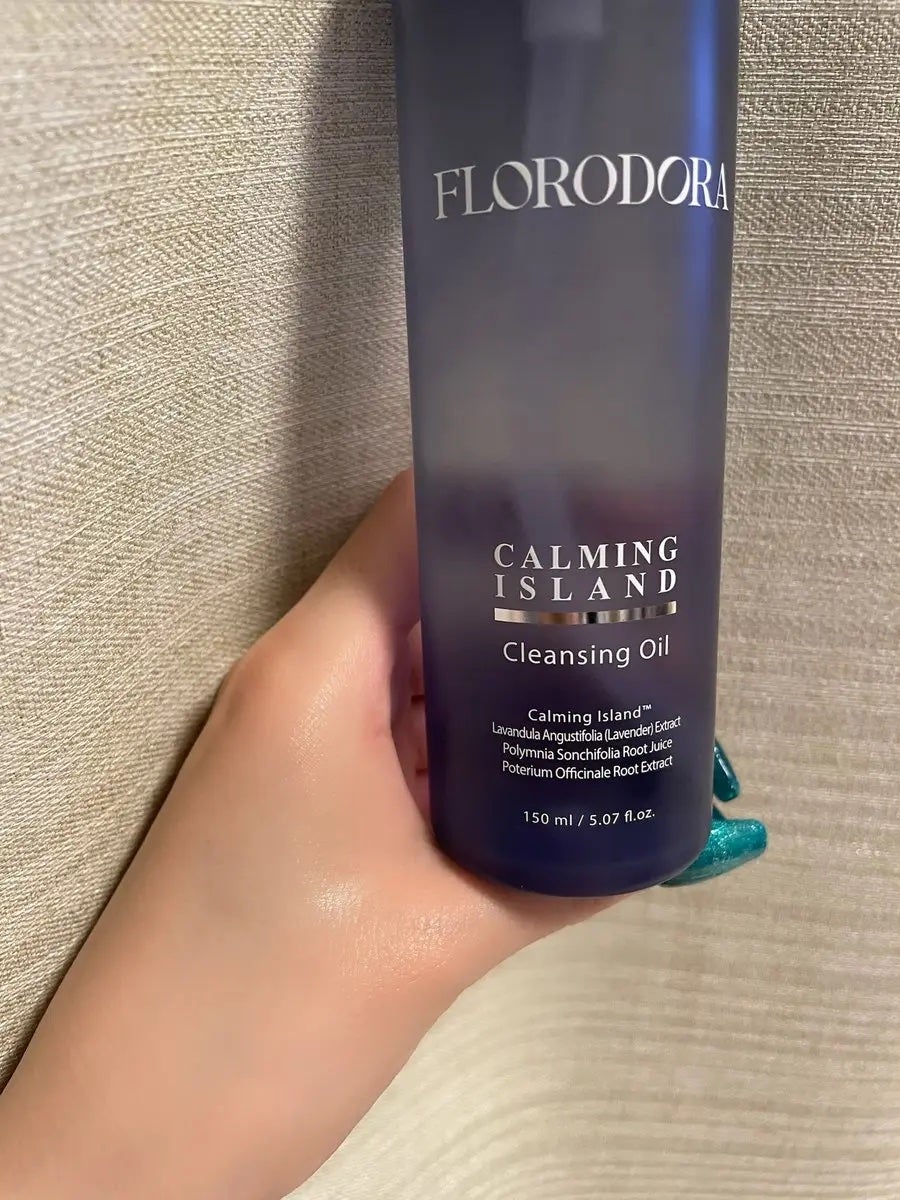 FLORODORA
CALMING
ISLAND
Cleansing Oil
Calming Island™
Lavandula Angustifolia (Lavender) Extract
Polymnia Sonchifolia Root Juice
Poterium Officinale Root Extract
150 ml / 5.07 fl.oz.